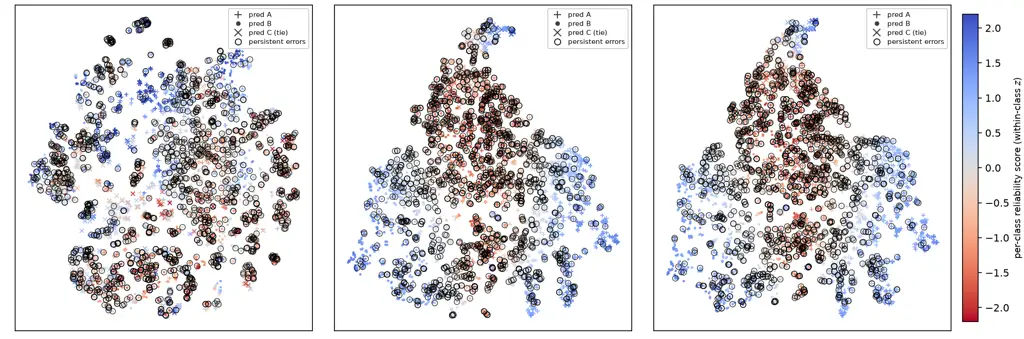 pred A
pred B
pred C (tie)
persistent errors
pred A
pred B
pred C (tie)
persistent errors
pred A
pred B
pred C (tie)
persistent errors
2.0
1.5
1.0
0.5
0.0
−0.5
−1.0
−1.5
−2.0
per-class reliability score (within-class z)